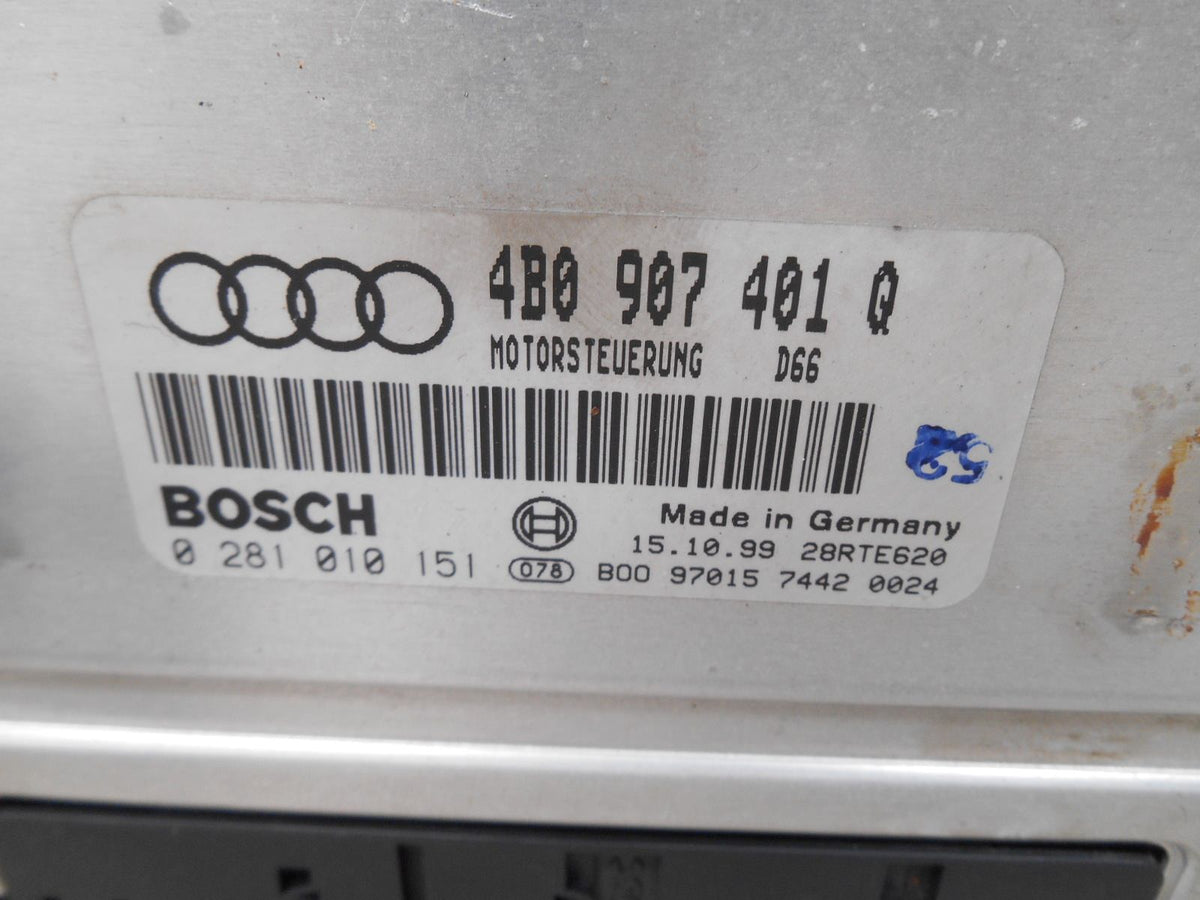 4B0 907 401 Q
MOTORSTEUERUNG D66
BOSCH
0 281 010 151
078
Made in Germany
15.10.99 28RTE620
B00 97015 7442 0024